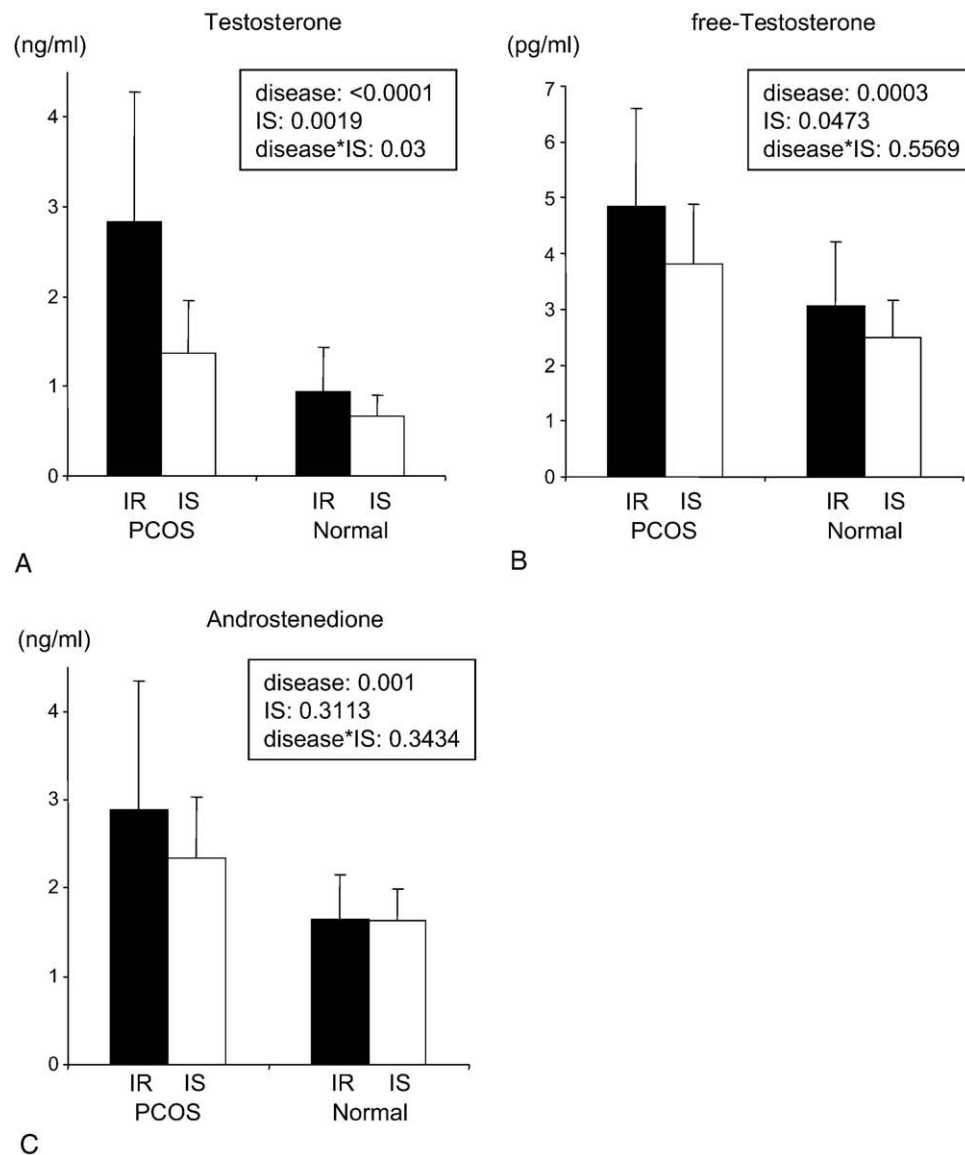 Testosterone
(ng/ml)
disease: <0.0001
IS: 0.0019
disease*IS: 0.03
4
3
2
1
0
IR IS IR IS
PCOS Normal
A
free-Testosterone
(pg/ml)
disease: 0.0003
IS: 0.0473
disease*IS: 0.5569
7
6
5
4
3
2
1
0
IR IS IR IS
PCOS Normal
B
Androstenedione
(ng/ml)
disease: 0.001
IS: 0.3113
disease*IS: 0.3434
4
3
2
1
0
IR IS IR IS
PCOS Normal
C